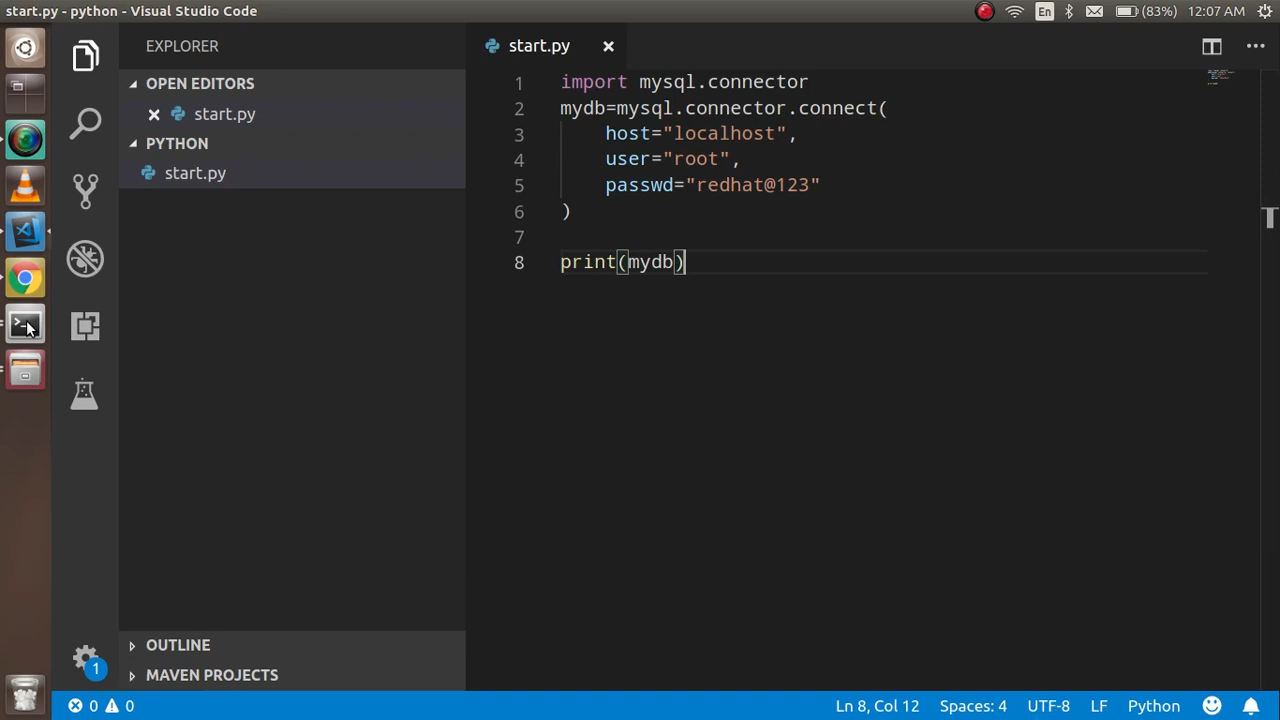 start.py - python - Visual Studio Code
En
(83%)
12:07 AM
EXPLORER
OPEN EDITORS
start.py
PYTHON
start.py
OUTLINE
MAVEN PROJECTS
1
start.py
1 import mysql.connector
2 mydb=mysql.connector.connect(
3 host="localhost",
4 user="root",
5 passwd="redhat@123"
6 )
7
8 print(mydb)
0 0
Ln 8, Col 12
Spaces: 4
UTF-8
LF
Python